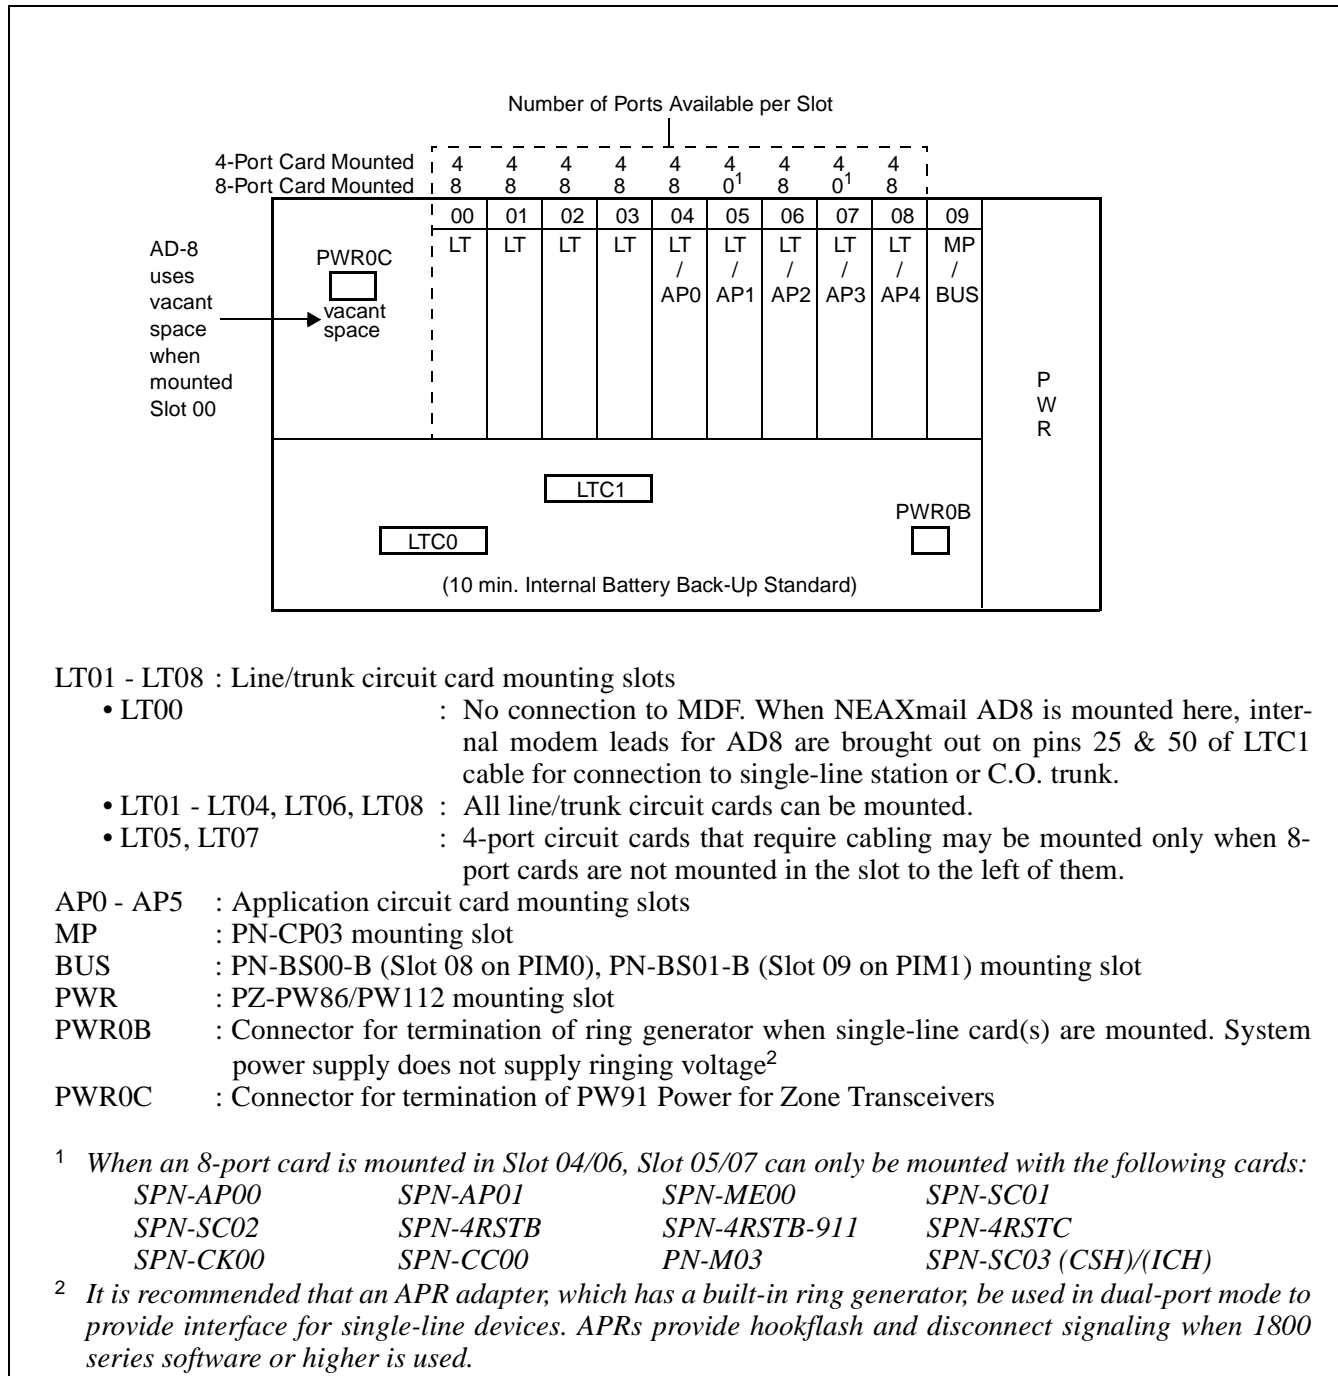 Number of Ports Available per Slot
4-Port Card Mounted 4 4 4 4 4 4 4 4 4
8-Port Card Mounted 8 8 8 8 8 0¹ 8 0¹ 8
00 01 02 03 04 05 06 07 08 09
LT LT LT LT LT / AP0 LT / AP1 LT / AP2 LT / AP3 LT / AP4 MP / BUS
AD-8
uses
vacant
space
when
mounted
Slot 00
PWR0C
vacant
space
P
W
R
LTC1
PWR0B
LTC0
(10 min. Internal Battery Back-Up Standard)
LT01 - LT08 : Line/trunk circuit card mounting slots
• LT00 : No connection to MDF. When NEAXmail AD8 is mounted here, inter-
nal modem leads for AD8 are brought out on pins 25 & 50 of LTC1
cable for connection to single-line station or C.O. trunk.
• LT01 - LT04, LT06, LT08 : All line/trunk circuit cards can be mounted.
• LT05, LT07 : 4-port circuit cards that require cabling may be mounted only when 8-
port cards are not mounted in the slot to the left of them.
AP0 - AP5 : Application circuit card mounting slots
MP : PN-CP03 mounting slot
BUS : PN-BS00-B (Slot 08 on PIM0), PN-BS01-B (Slot 09 on PIM1) mounting slot
PWR : PZ-PW86/PW112 mounting slot
PWR0B : Connector for termination of ring generator when single-line card(s) are mounted. System
power supply does not supply ringing voltage²
PWR0C : Connector for termination of PW91 Power for Zone Transceivers
¹ When an 8-port card is mounted in Slot 04/06, Slot 05/07 can only be mounted with the following cards:
SPN-AP00 SPN-AP01 SPN-ME00 SPN-SC01
SPN-SC02 SPN-4RSTB SPN-4RSTB-911 SPN-4RSTC
SPN-CK00 SPN-CC00 PN-M03 SPN-SC03 (CSH)/(ICH)
² It is recommended that an APR adapter, which has a built-in ring generator, be used in dual-port mode to
provide interface for single-line devices. APRs provide hookflash and disconnect signaling when 1800
series software or higher is used.